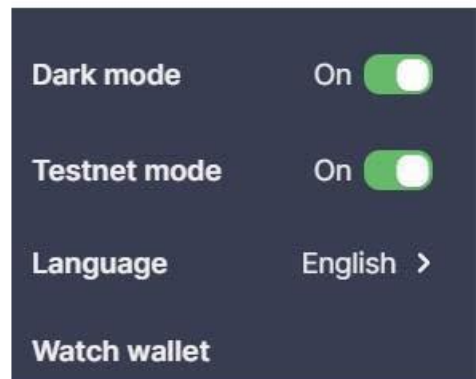 Dark mode On
Testnet mode On
Language English >
Watch wallet